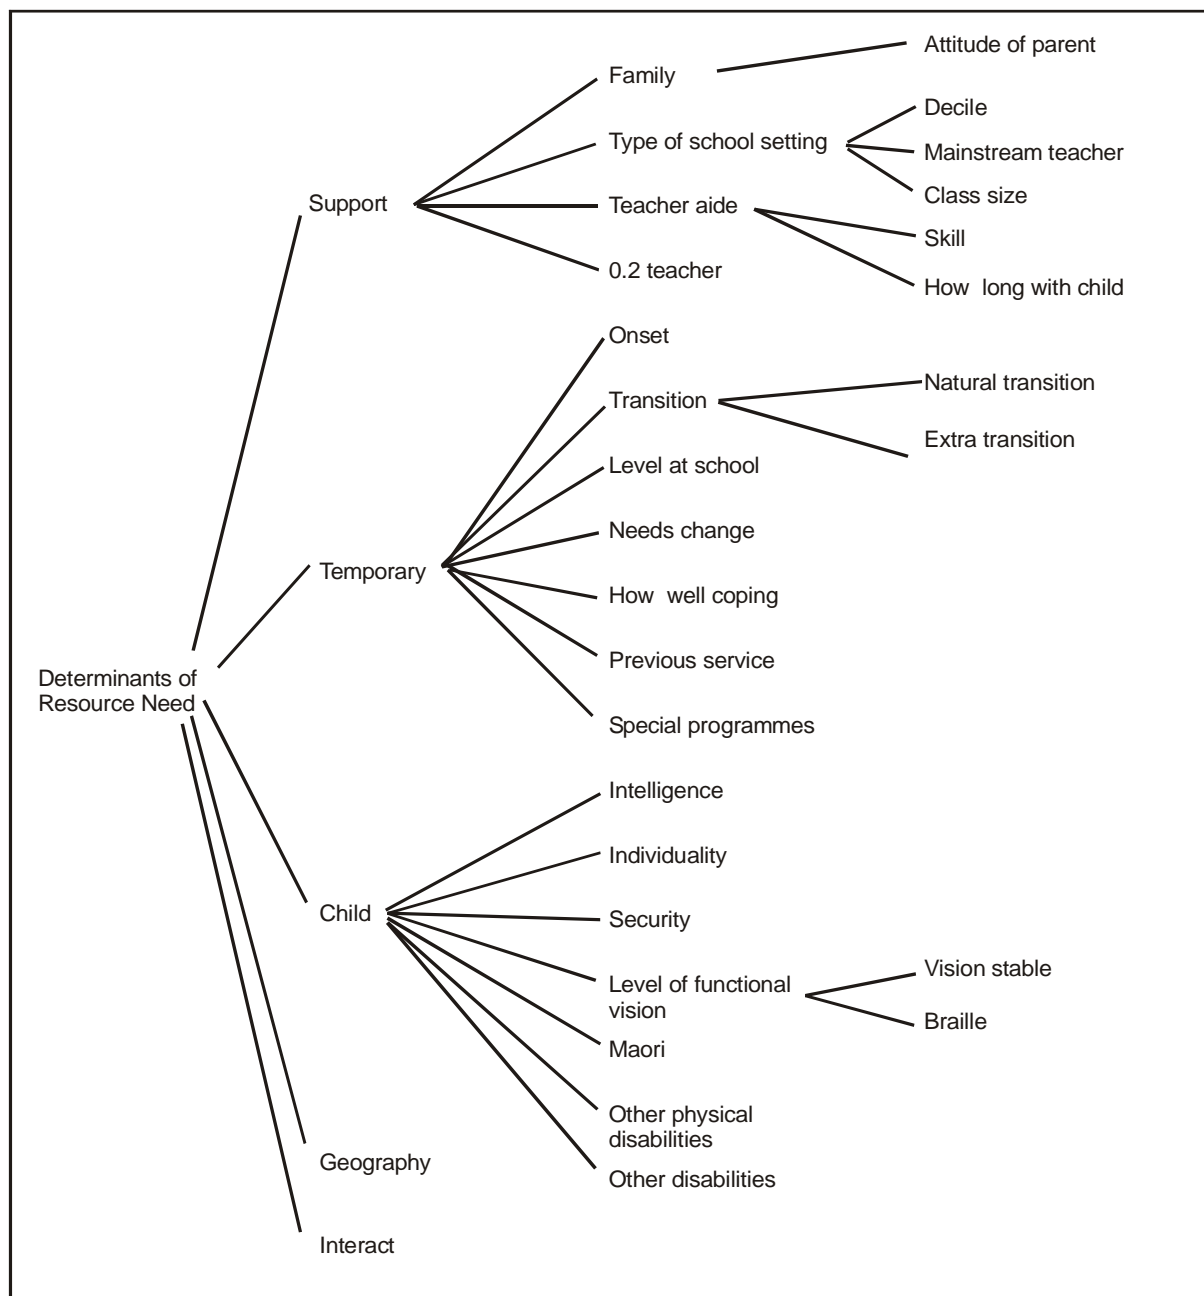 Attitude of parent
Family
Decile
Type of school setting
Mainstream teacher
Class size
Support
Teacher aide
Skill
0.2 teacher
How long with child
Onset
Natural transition
Transition
Extra transition
Level at school
Needs change
Temporary
How well coping
Previous service
Determinants of
Resource Need
Special programmes
Intelligence
Individuality
Child
Security
Vision stable
Level of functional
vision
Braille
Maori
Other physical
disabilities
Geography
Other disabilities
Interact